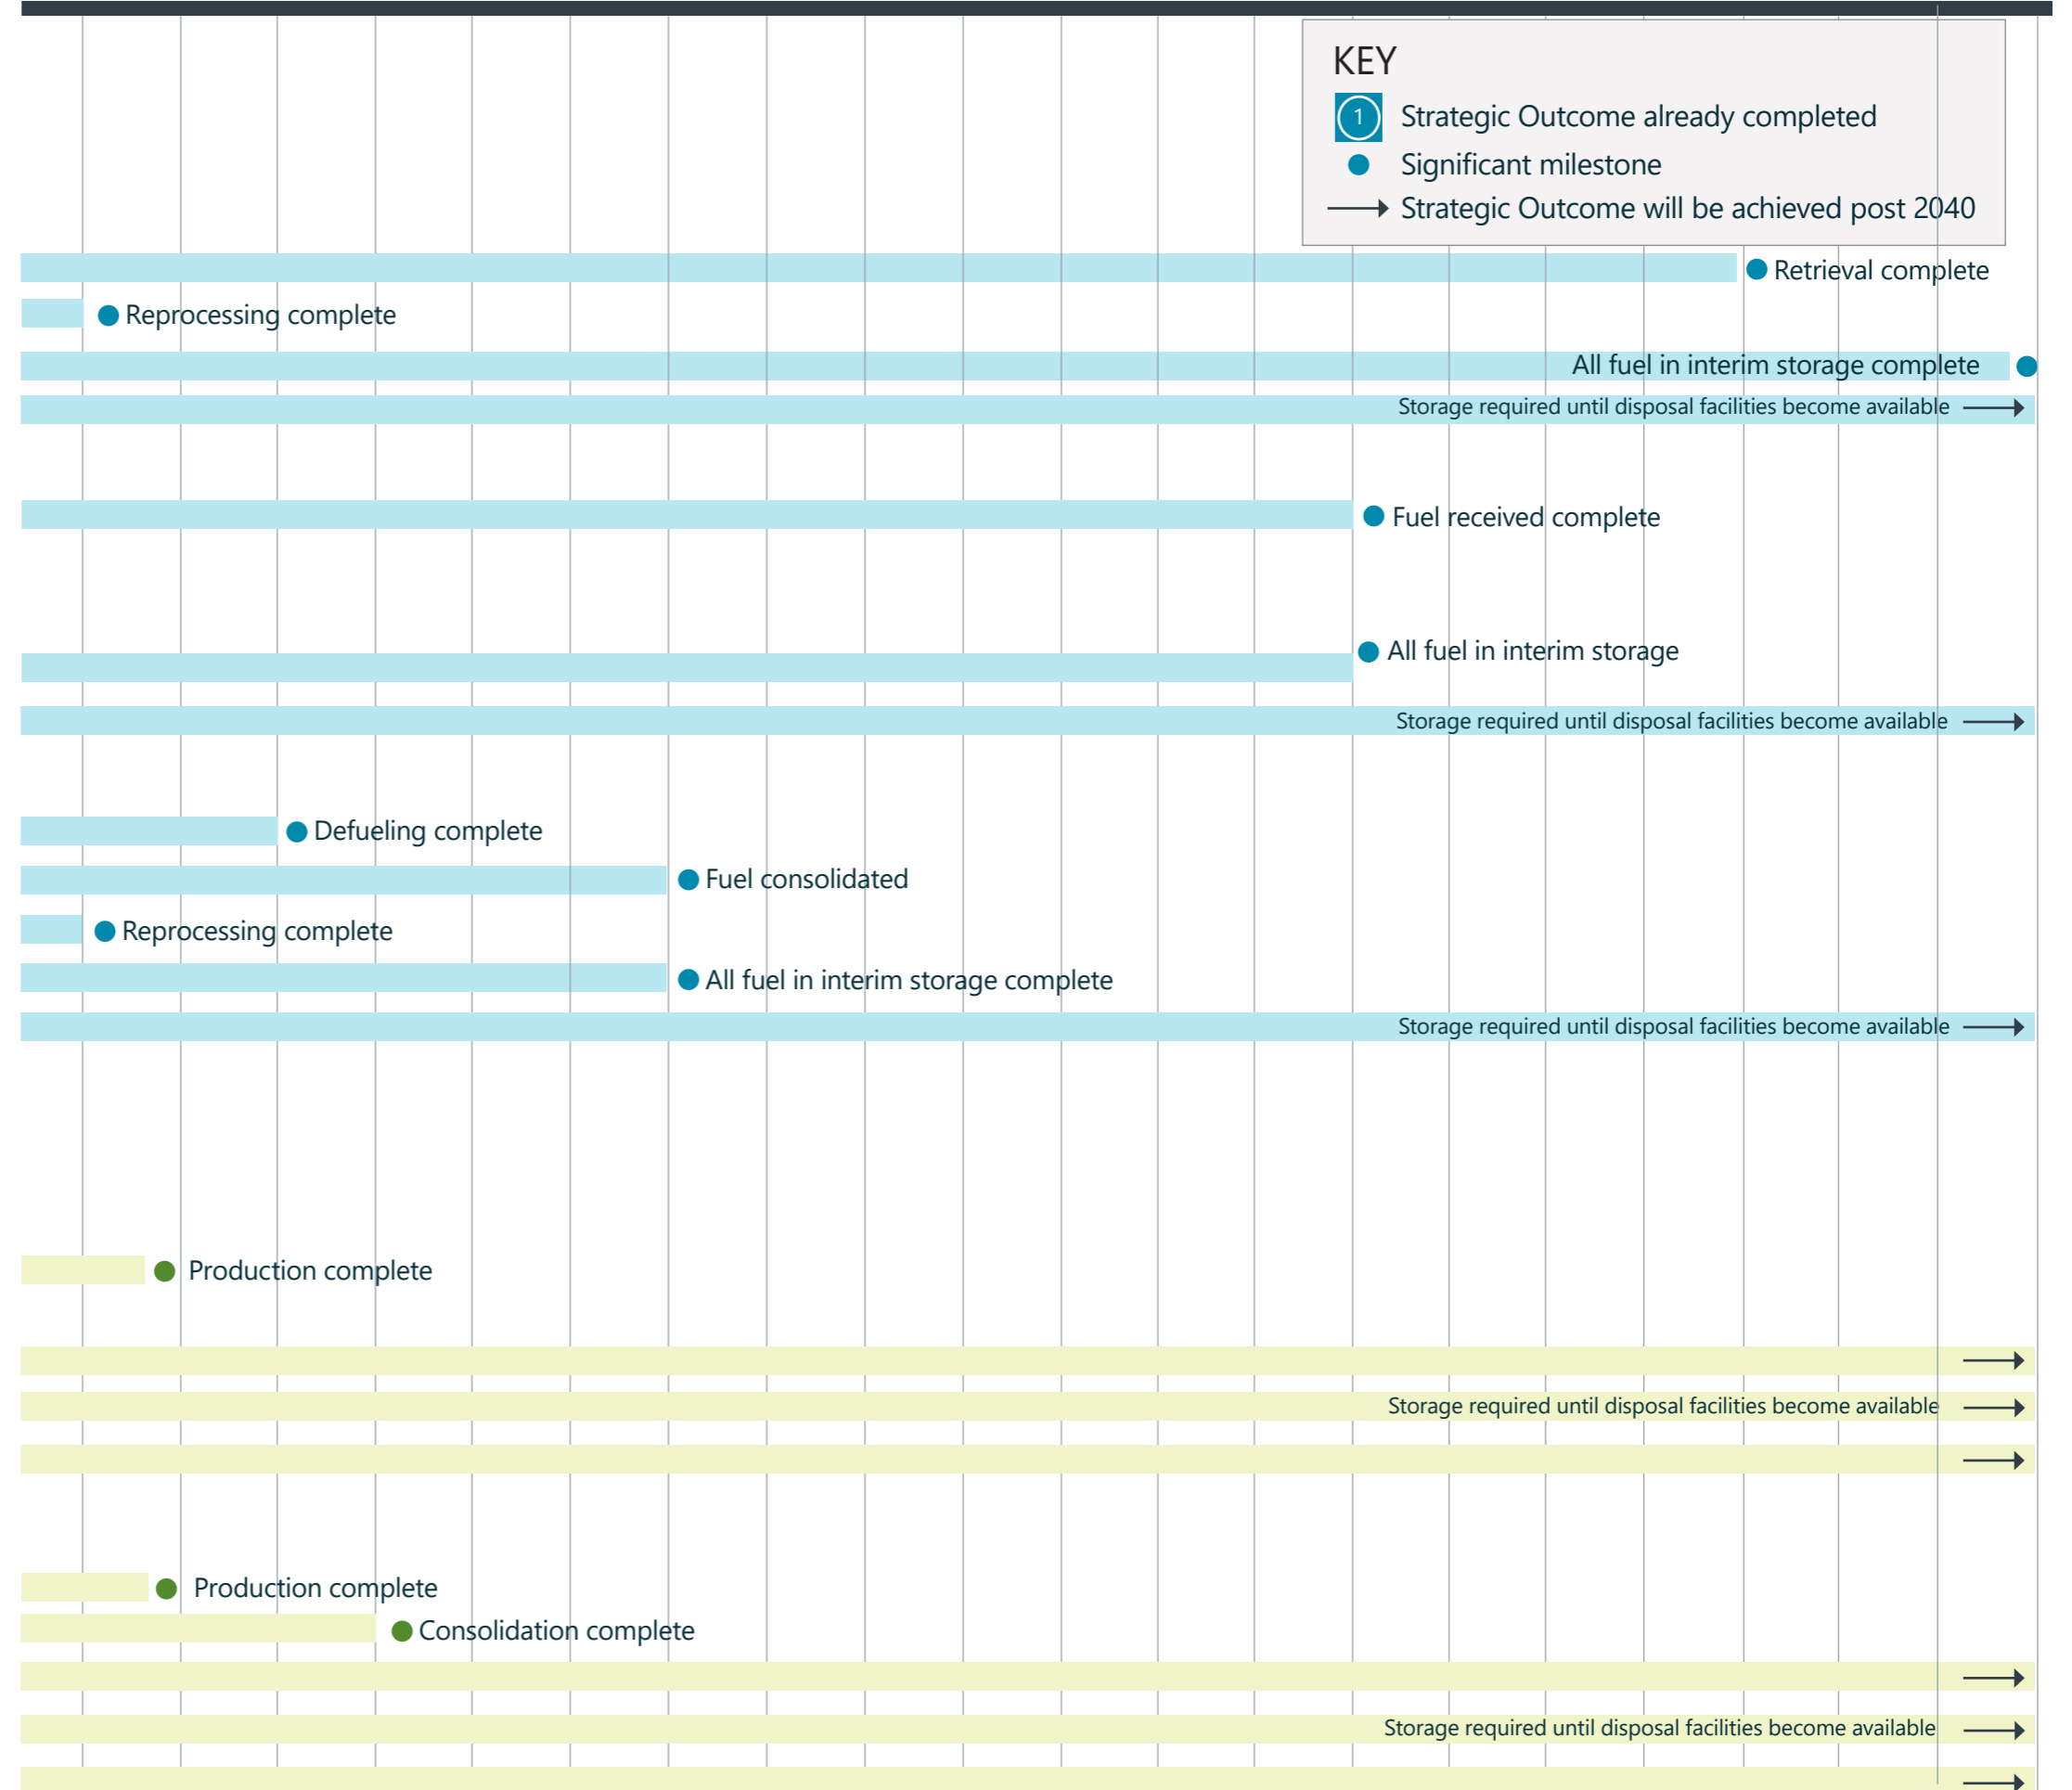 KEY
1 Strategic Outcome already completed
Significant milestone
Strategic Outcome will be achieved post 2040
Retrieval complete
Reprocessing complete
All fuel in interim storage complete
Storage required until disposal facilities become available
Fuel received complete
All fuel in interim storage
Storage required until disposal facilities become available
Defueling complete
Fuel consolidated
Reprocessing complete
All fuel in interim storage complete
Storage required until disposal facilities become available
Production complete
Storage required until disposal facilities become available
Production complete
Consolidation complete
Storage required until disposal facilities become available